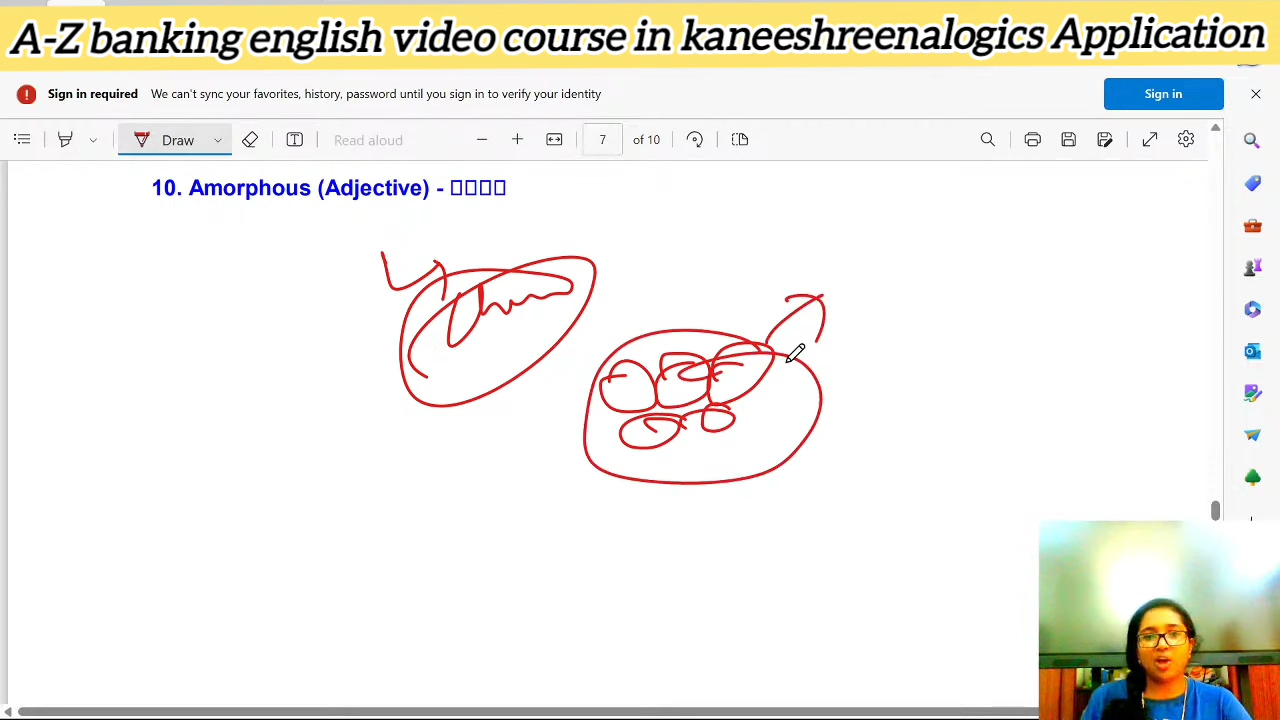 A-Z banking english video course in kaneeshreenalogics Application
Sign in required We can't sync your favorites, history, password until you sign in to verify your identity Sign in
Draw Read aloud 7 of 10
10. Amorphous (Adjective) - □□□□